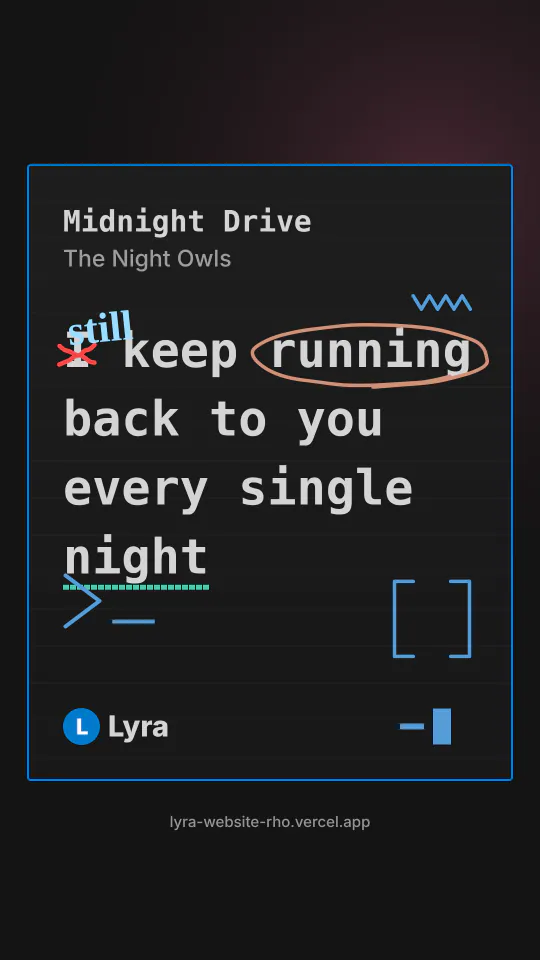 Midnight Drive
The Night Owls
still
I keep running
back to you
every single
night
>_
[ ]
L Lyra
lyra-website-rho.vercel.app